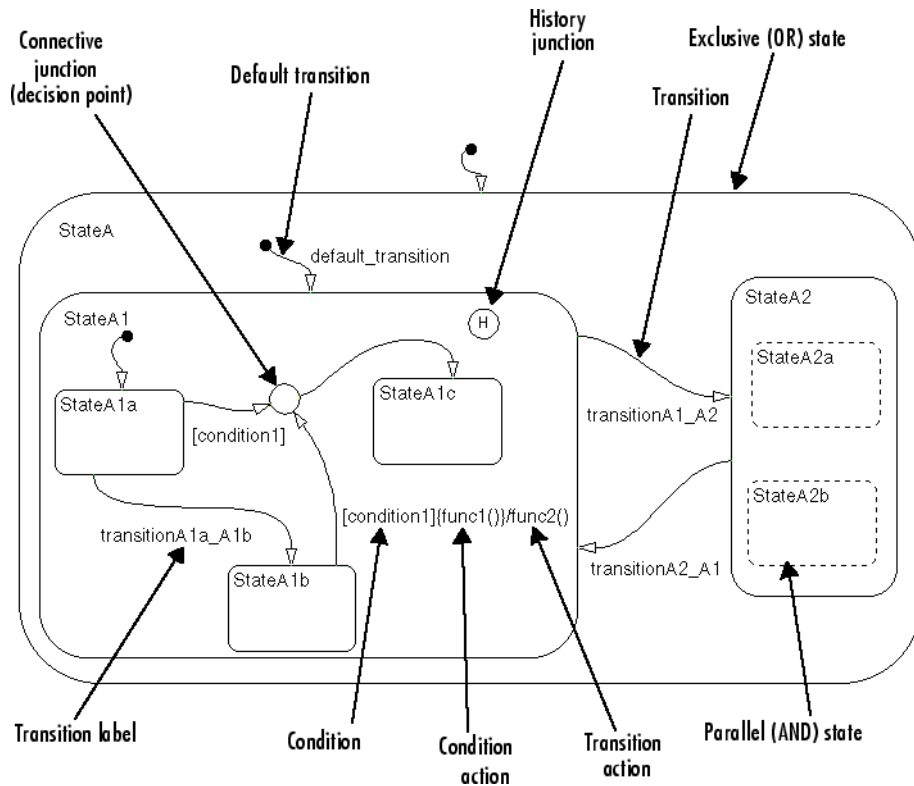 Connective
junction
(decision point)
Default transition
History
junction
Exclusive (OR) state
Transition
StateA
default_transition
StateA1
H
StateA2
StateA2a
StateA1a
StateA1c
[condition1]
transitionA1_A2
StateA2b
[condition1]{func1()}/func2()
transitionA1a_A1b
StateA1b
transitionA2_A1
Transition label
Condition
Condition
action
Transition
action
Parallel (AND) state